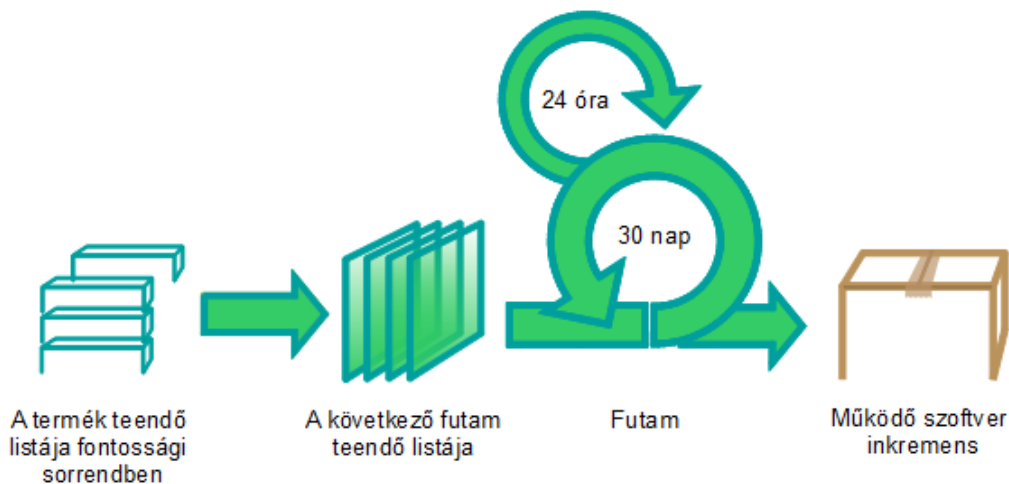 24 óra
30 nap
A termék teendő
listája fontossági
sorrendben
A következő futam
teendő listája
Futam
Működő szoftver
inkremens